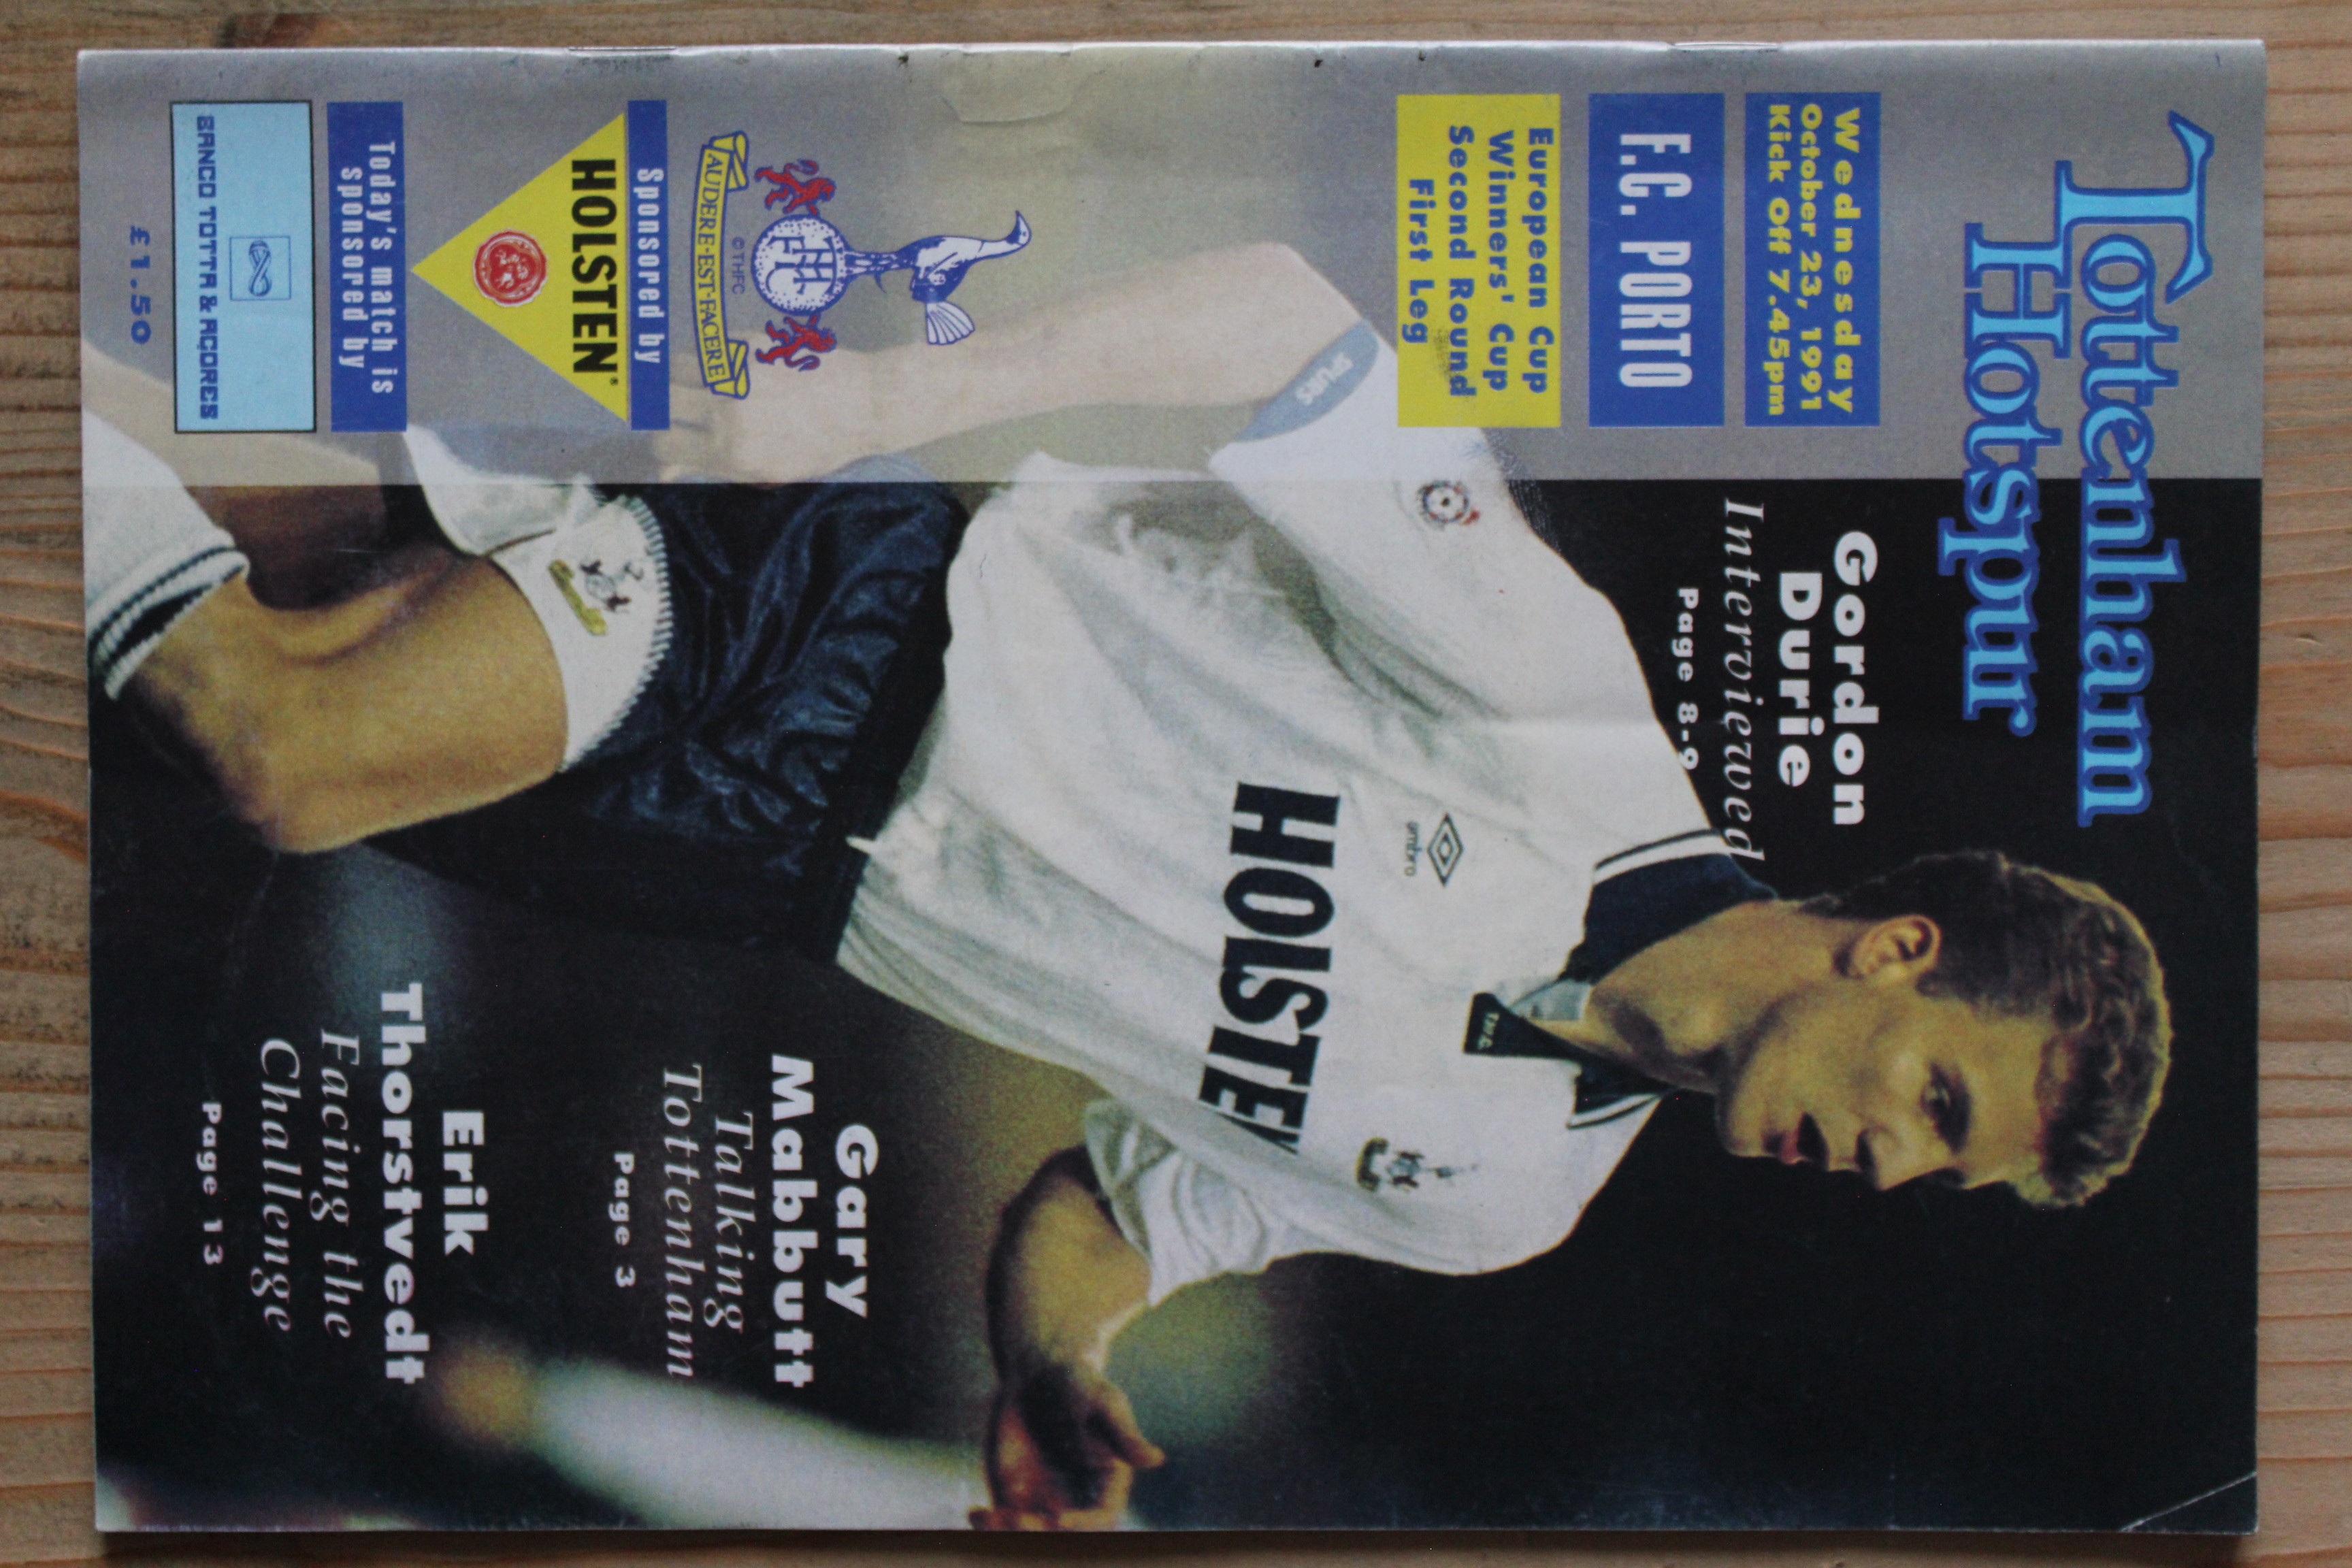 Tottenham
Hotspur
Wednesday
October 23, 1991
Kick Off 7.45pm
F.C. PORTO
European Cup
Winners' Cup
Second Round
First Leg
Gordon
Durie
Interviewed
Page 8-9
SPURS
umbro
HOLSTEN
©THFC
AUDERE·EST·FACERE
Sponsored by
HOLSTEN
Today's match is
sponsored by
BANCO TOTTA & AÇORES
£1.50
Gary
Mabbutt
Talking
Tottenham
Page 3
Erik
Thorstvedt
Facing the
Challenge
Page 13